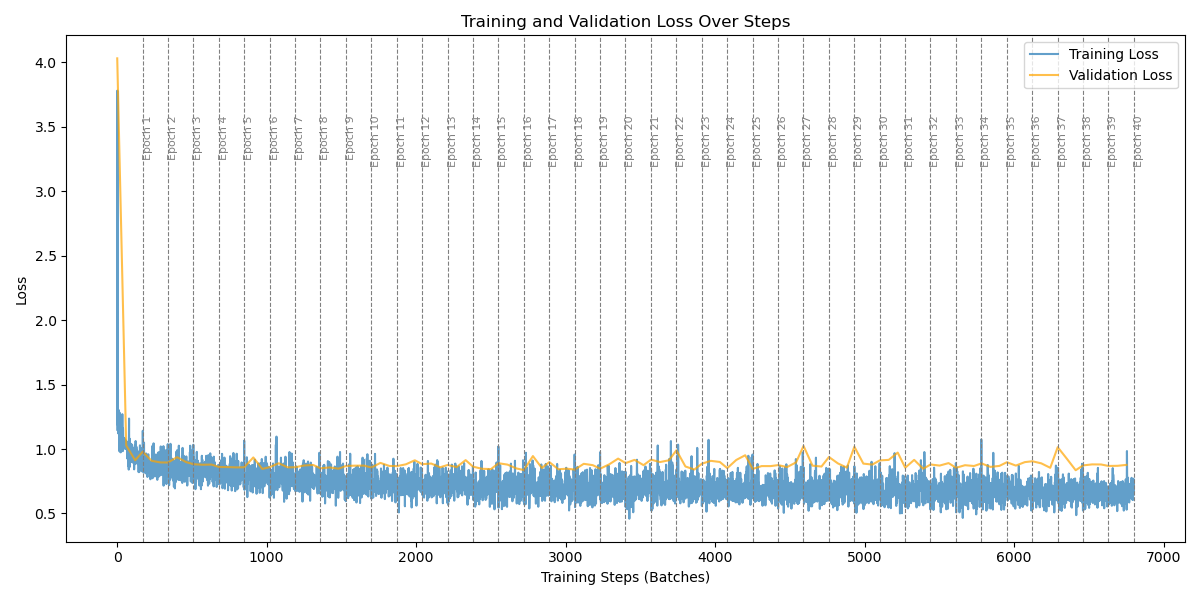 Training and Validation Loss Over Steps
Training Loss
Validation Loss
Loss
4.0
3.5
3.0
2.5
2.0
1.5
1.0
0.5
Epoch 1
Epoch 2
Epoch 3
Epoch 4
Epoch 5
Epoch 6
Epoch 7
Epoch 8
Epoch 9
Epoch 10
Epoch 11
Epoch 12
Epoch 13
Epoch 14
Epoch 15
Epoch 16
Epoch 17
Epoch 18
Epoch 19
Epoch 20
Epoch 21
Epoch 22
Epoch 23
Epoch 24
Epoch 25
Epoch 26
Epoch 27
Epoch 28
Epoch 29
Epoch 30
Epoch 31
Epoch 32
Epoch 33
Epoch 34
Epoch 35
Epoch 36
Epoch 37
Epoch 38
Epoch 39
Epoch 40
0
1000
2000
3000
4000
5000
6000
7000
Training Steps (Batches)